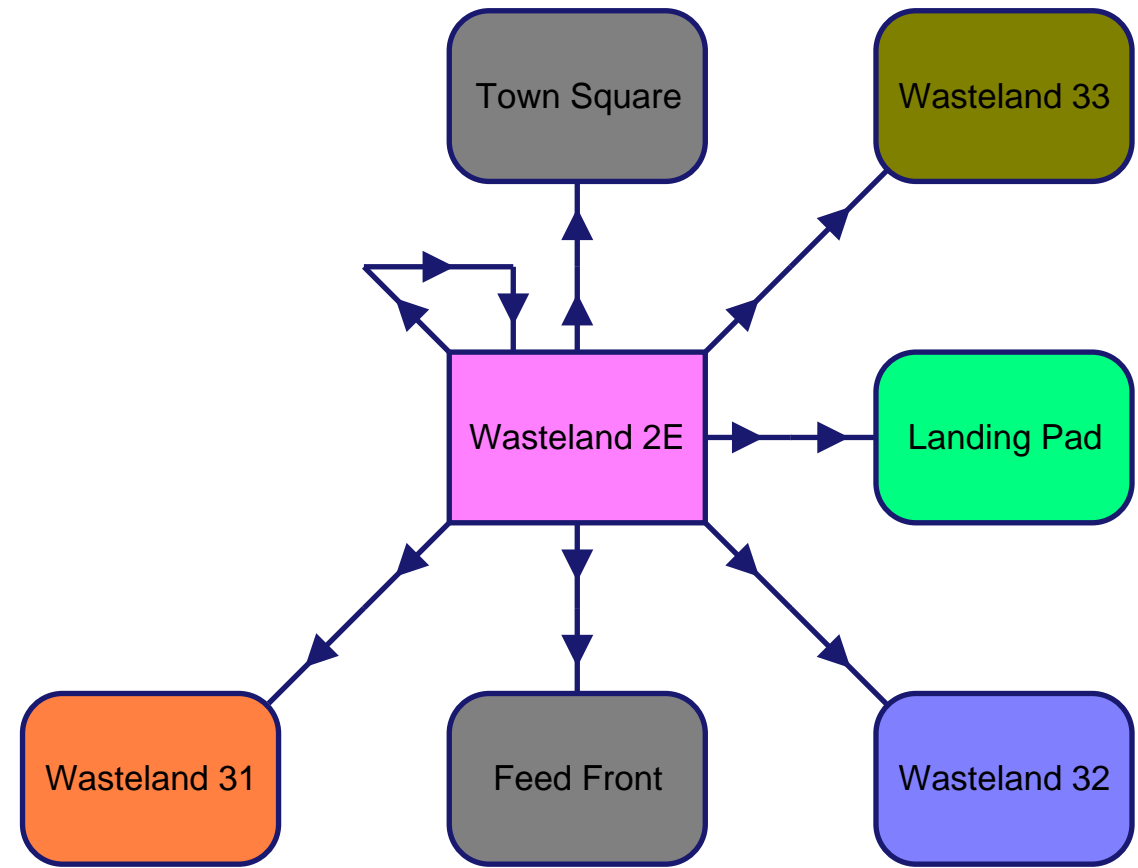 Town Square
Wasteland 33
Wasteland 2E
Landing Pad
Wasteland 31
Feed Front
Wasteland 32